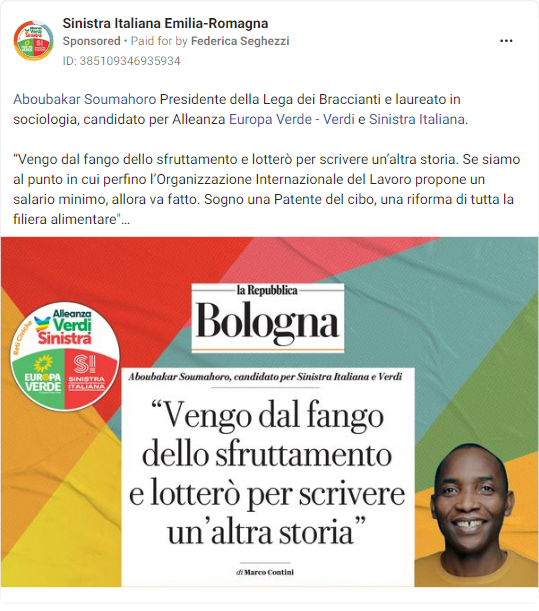 Sinistra Italiana Emilia-Romagna
Sponsored • Paid for by Federica Seghezzi
ID: 385109346935934
Aboubakar Soumahoro Presidente della Lega dei Braccianti e laureato in
sociologia, candidato per Alleanza Europa Verde - Verdi e Sinistra Italiana.
“Vengo dal fango dello sfruttamento e lotterò per scrivere un’altra storia. Se siamo
al punto in cui perfino l’Organizzazione Internazionale del Lavoro propone un
salario minimo, allora va fatto. Sogno una Patente del cibo, una riforma di tutta la
filiera alimentare"...
la Repubblica
Bologna
Alleanza
Verdi
Sinistra
Reti Civiche
EUROPA
VERDE
SI
SINISTRA
ITALIANA
Aboubakar Soumahoro, candidato per Sinistra Italiana e Verdi
“Vengo dal fango
dello sfruttamento
e lotterò per scrivere
un’altra storia”
di Marco Contini